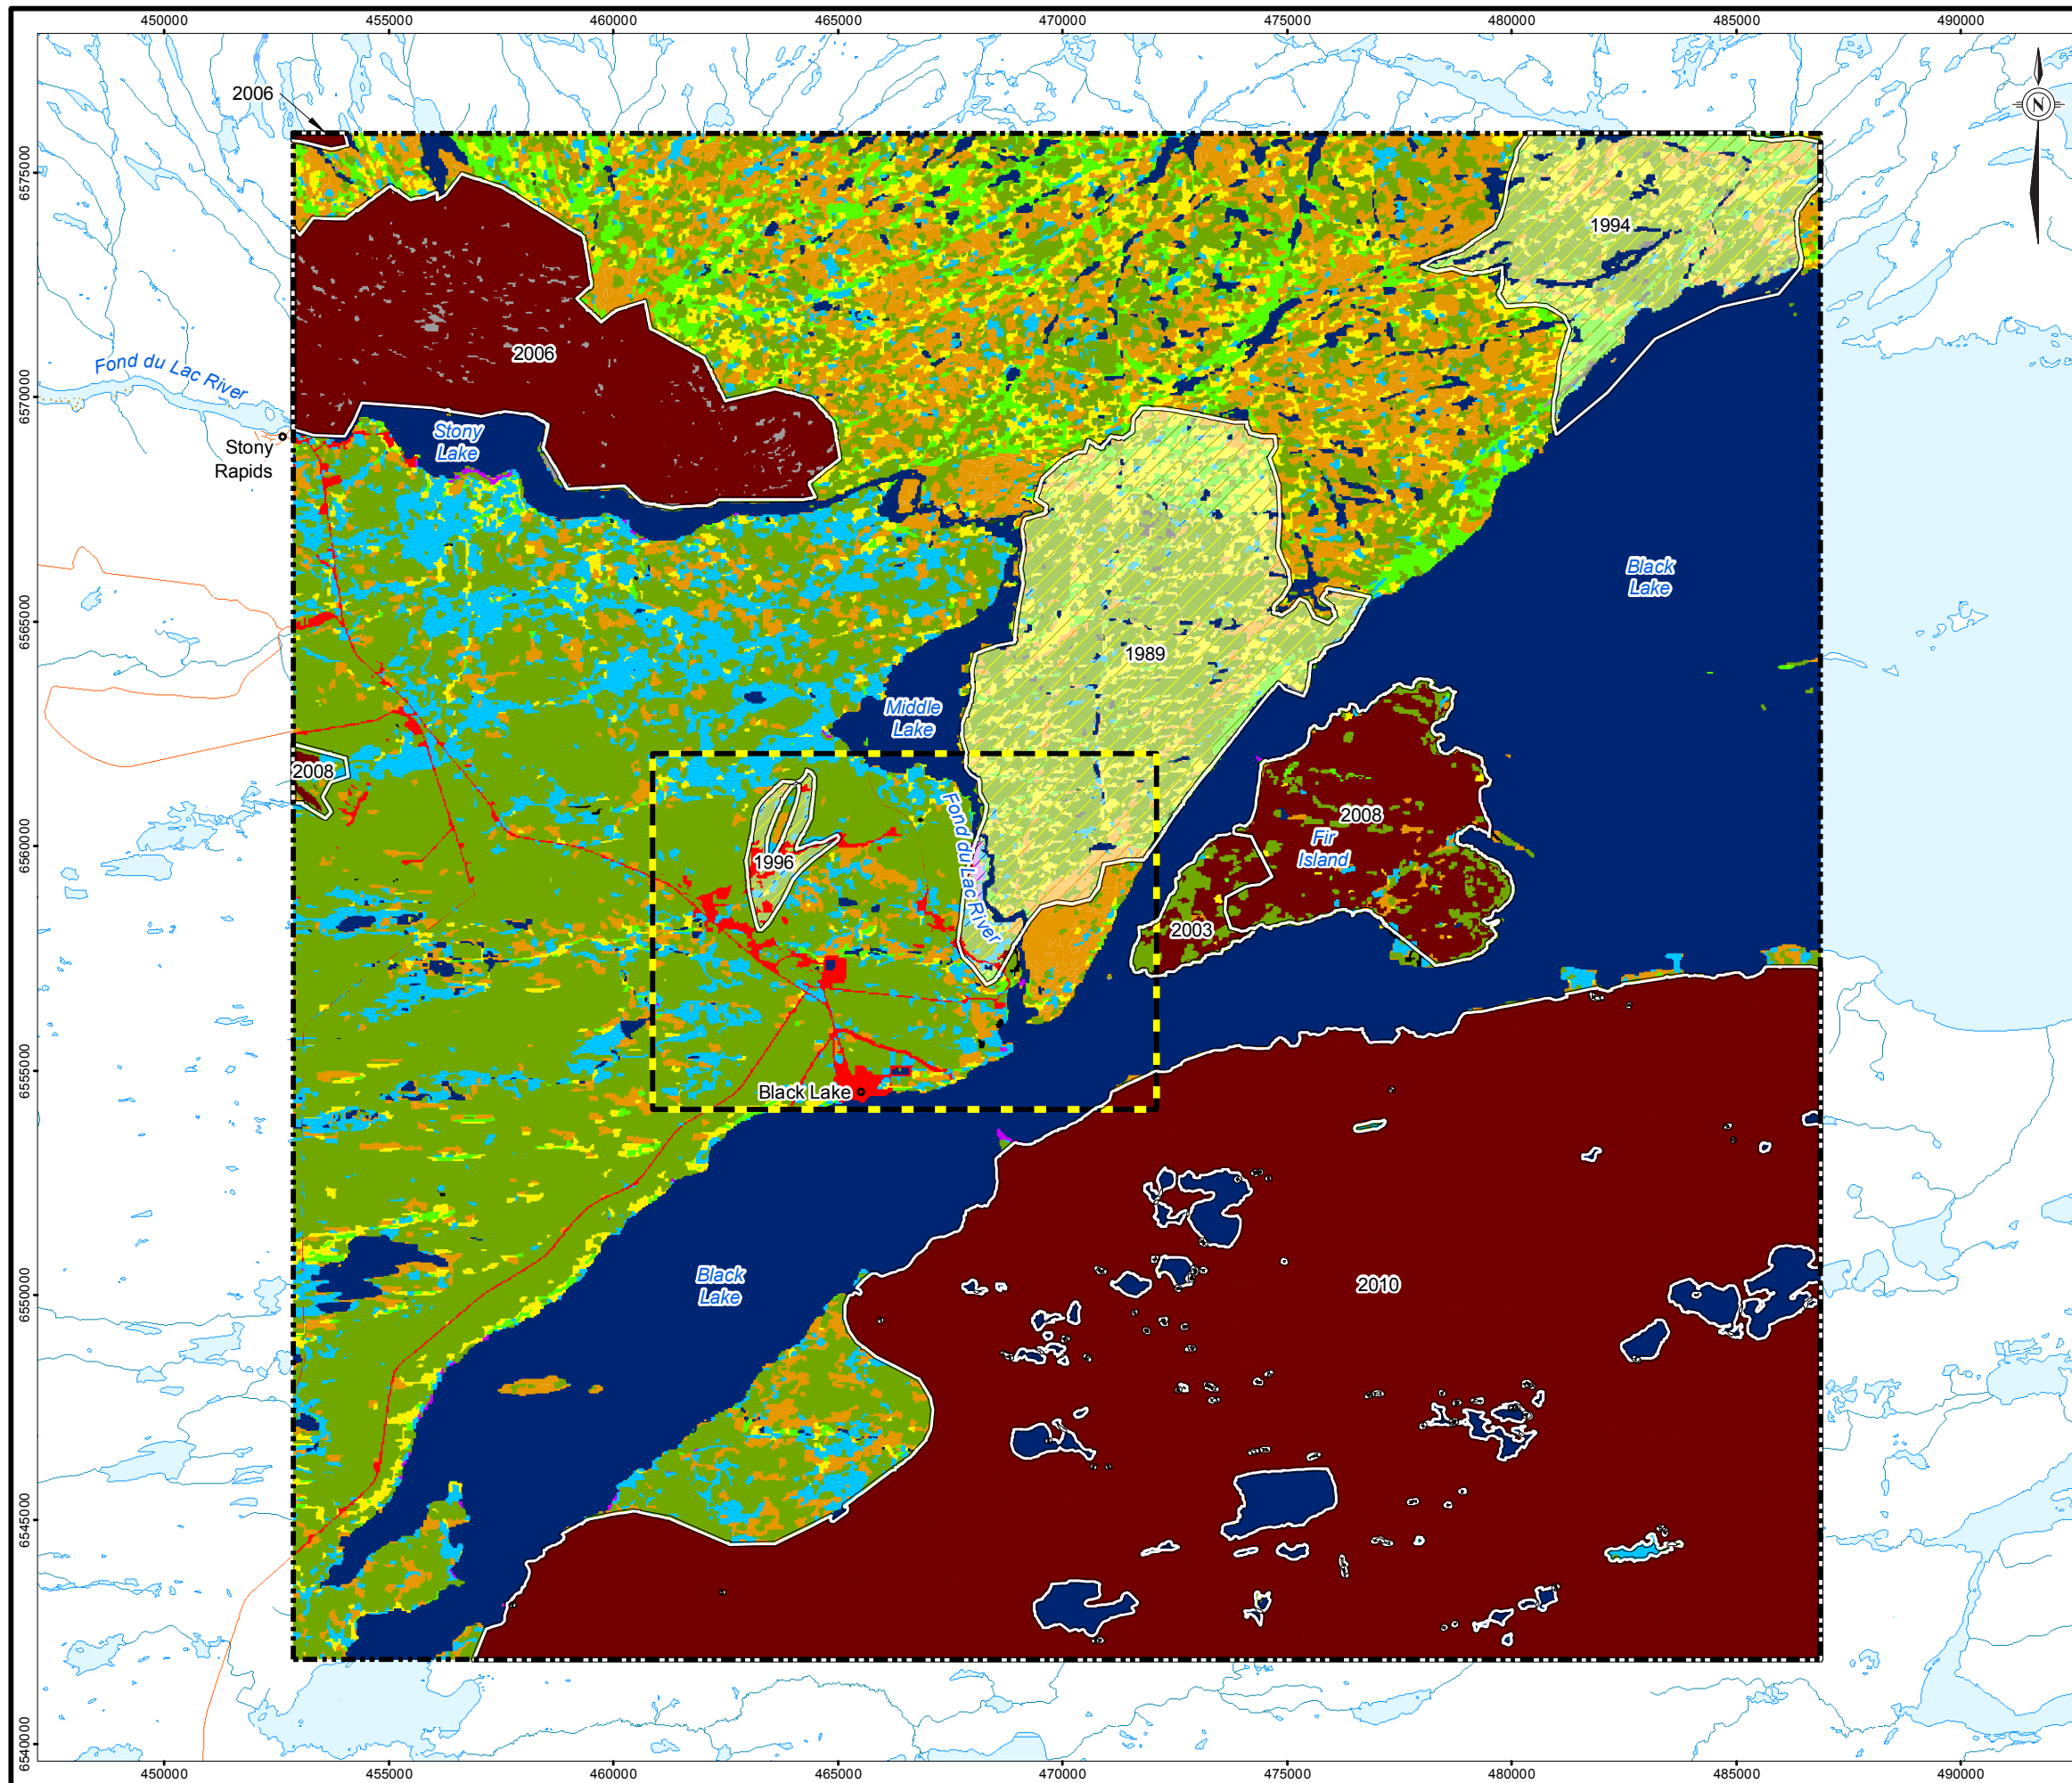 450000 455000 460000 465000 470000 475000 480000 485000 490000
2006
N
6575000
1994
2006
Fond du Lac River
6570000
Stony
Lake
Stony
Rapids
Black
Lake
6565000
1989
Middle
Lake
2008
2008
Fond du Lac River
Fir
Island
6560000
1996
2003
6555000
Black Lake
Black
Lake
2010
6550000
6545000
6540000
450000 455000 460000 465000 470000 475000 480000 485000 490000